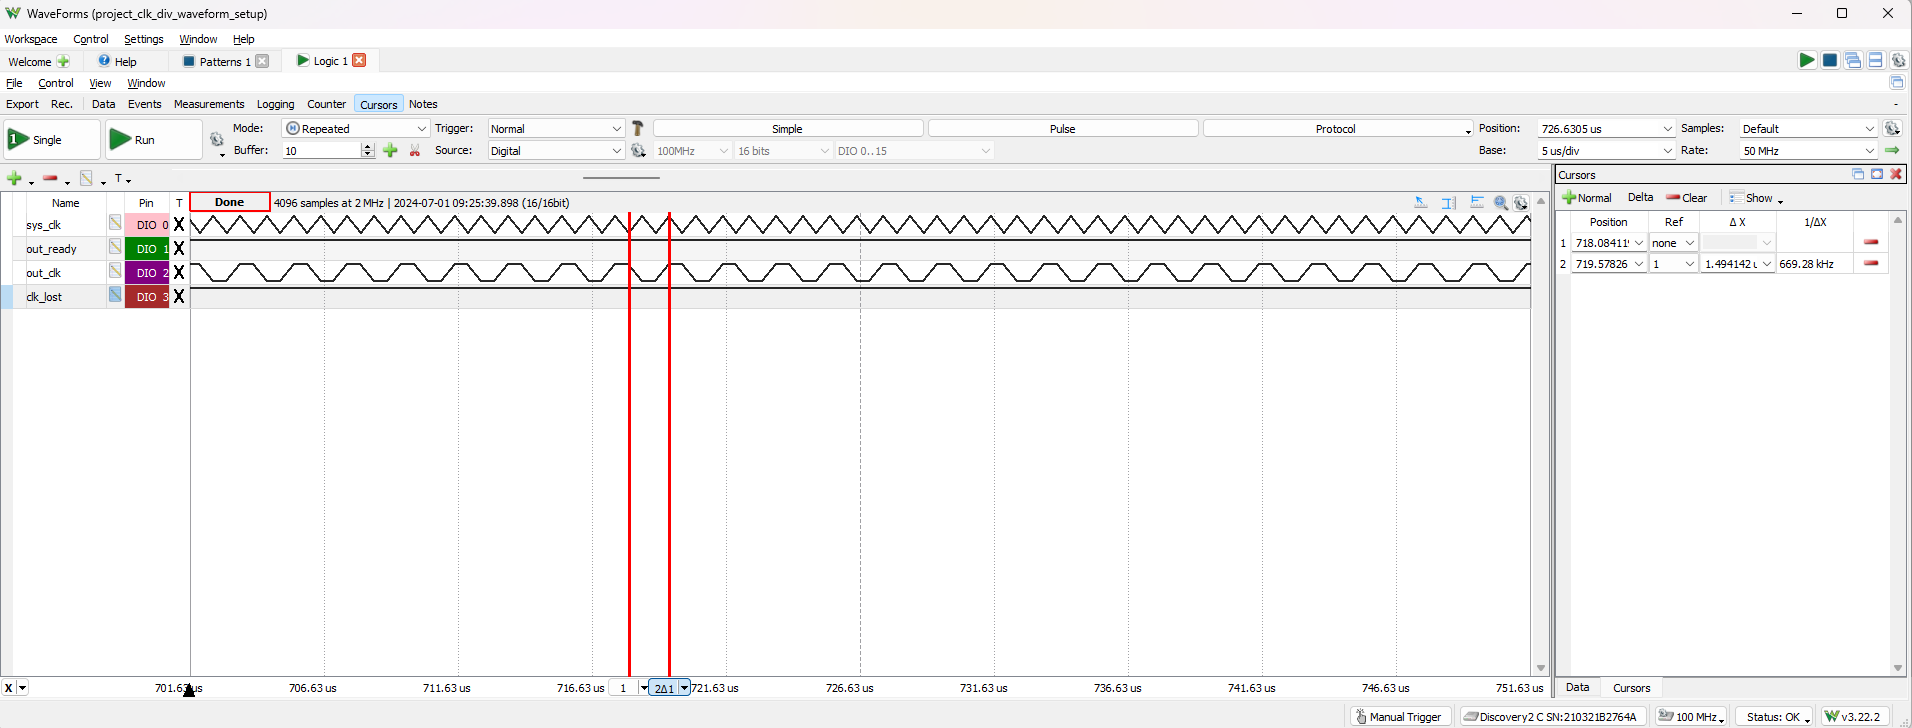 WaveForms (project_clk_div_waveform_setup)
Workspace Control Settings Window Help
Welcome Help Patterns 1 Logic 1
File Control View Window
Export Rec. Data Events Measurements Logging Counter Cursors Notes
Single Run Mode: Repeated Trigger: Normal Simple Pulse Protocol Position: 726.6305 us Samples: Default
Buffer: 10 Source: Digital 100MHz 16 bits DIO 0..15 Base: 5 us/div Rate: 50 MHz
T
Name Pin T Done 4096 samples at 2 MHz | 2024-07-01 09:25:39.898 (16/16bit)
sys_clk DIO 0 X
out_ready DIO 1 X
out_clk DIO 2 X
clk_lost DIO 3 X
X 701.63 us 706.63 us 711.63 us 716.63 us 1 2Δ1 721.63 us 726.63 us 731.63 us 736.63 us 741.63 us 746.63 us 751.63 us
Cursors
Normal Delta Clear Show
Position Ref Δ X 1/ΔX
1 718.0841 none
2 719.57826 1 1.494142 669.28 kHz
Data Cursors
Manual Trigger Discovery2 C SN:210321B2764A 100 MHz Status: OK v3.22.2